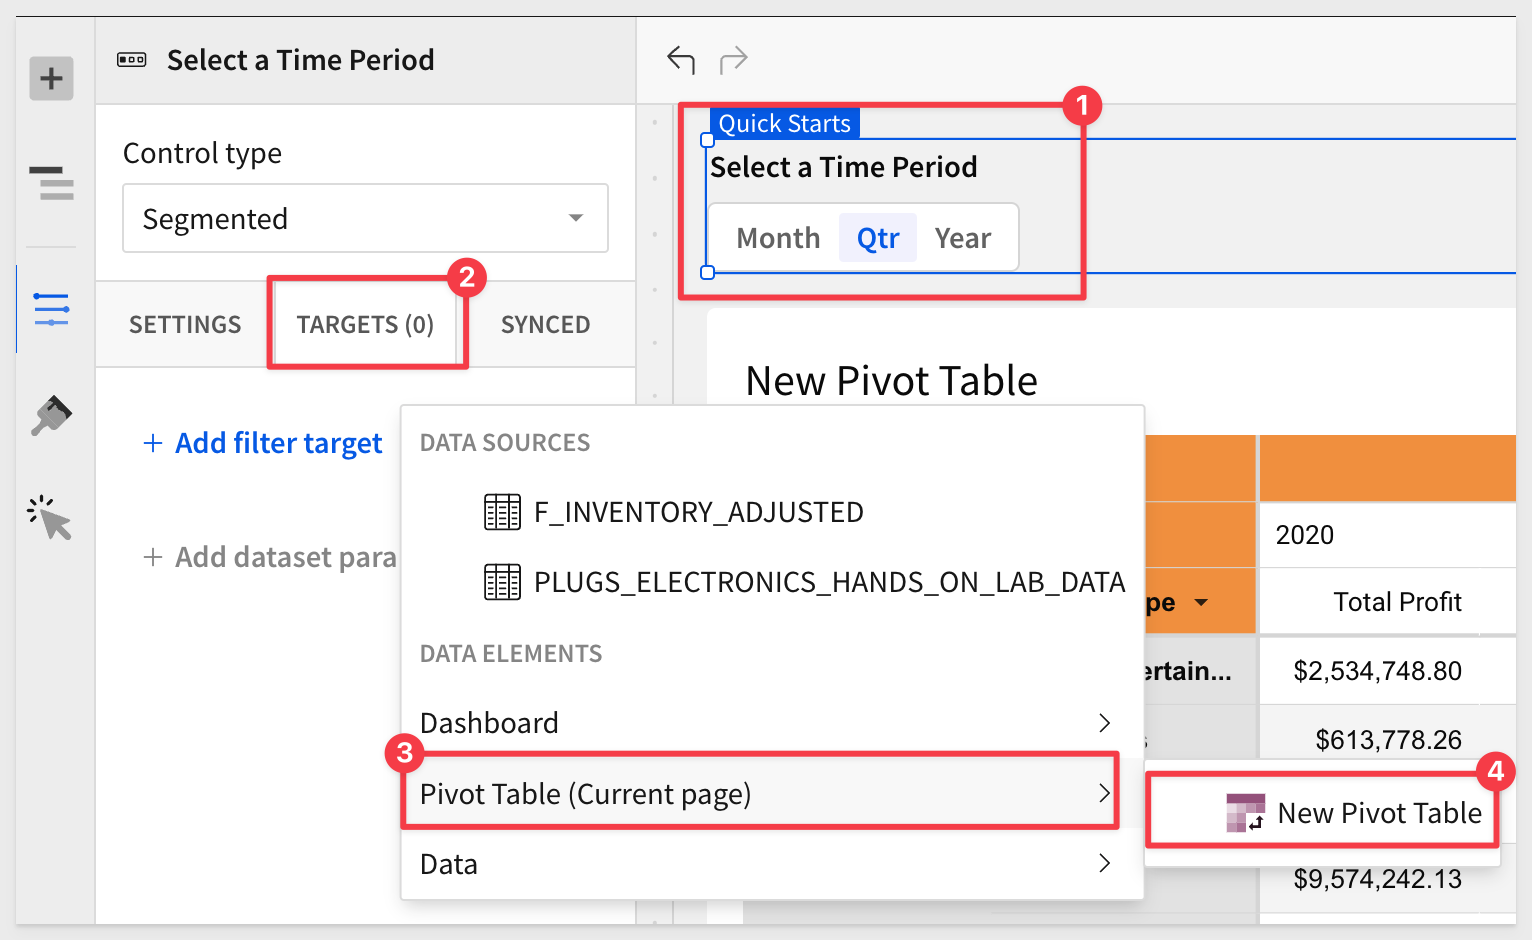 Select a Time Period
Control type
Segmented
SETTINGS
2
TARGETS (0)
SYNCED
+ Add filter target
+ Add dataset para
1
Quick Starts
Select a Time Period
Month Qtr Year
New Pivot Table
DATA SOURCES
F_INVENTORY_ADJUSTED
PLUGS_ELECTRONICS_HANDS_ON_LAB_DATA
DATA ELEMENTS
Dashboard
3
Pivot Table (Current page)
Data
4
New Pivot Table
2020
pe
Total Profit
ertain...
$2,534,748.80
s
$613,778.26
$9,574,242.13